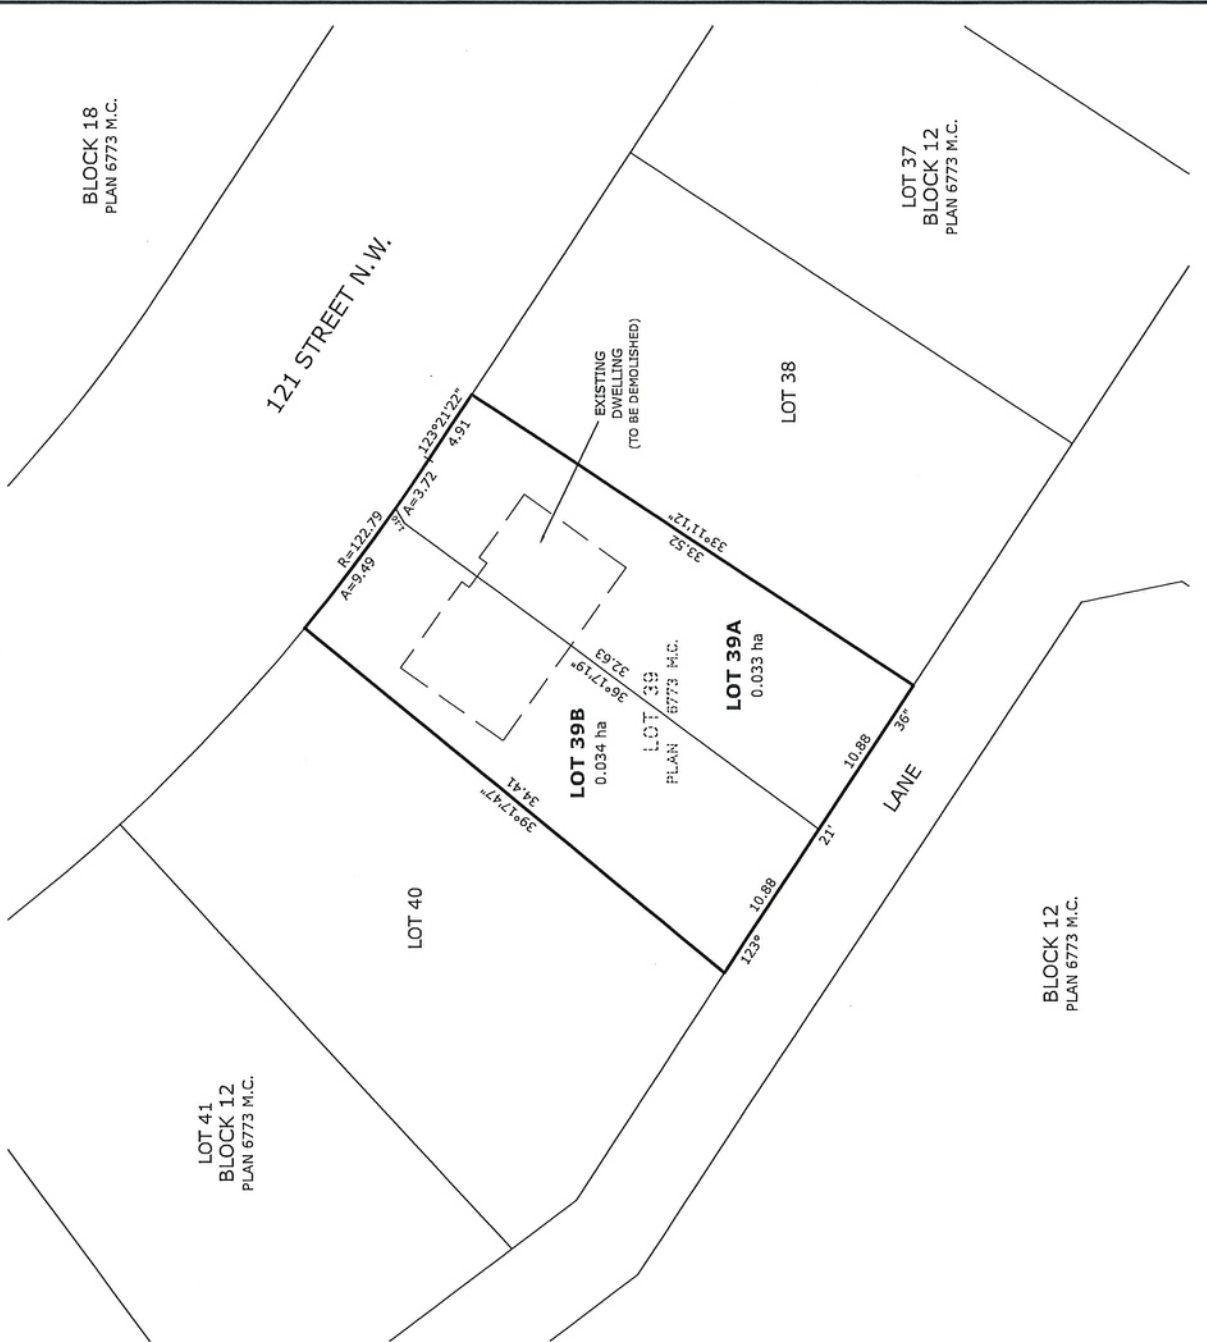 BLOCK 18
PLAN 6773 M.C.
121 STREET N.W.
LOT 37
BLOCK 12
PLAN 6773 M.C.
EXISTING
DWELLING
(TO BE DEMOLISHED)
LOT 38
123°21'22"
4.91
A=3.72
R=122.79
A=9.49
33°11'12"
33.52
36°17'19"
32.63
LOT 39A
0.033 ha
LOT 39
PLAN 6773 M.C.
LOT 39B
0.034 ha
39°17'47"
34.41
123°
21'
36"
10.88
10.88
LANE
LOT 40
LOT 41
BLOCK 12
PLAN 6773 M.C.
BLOCK 12
PLAN 6773 M.C.